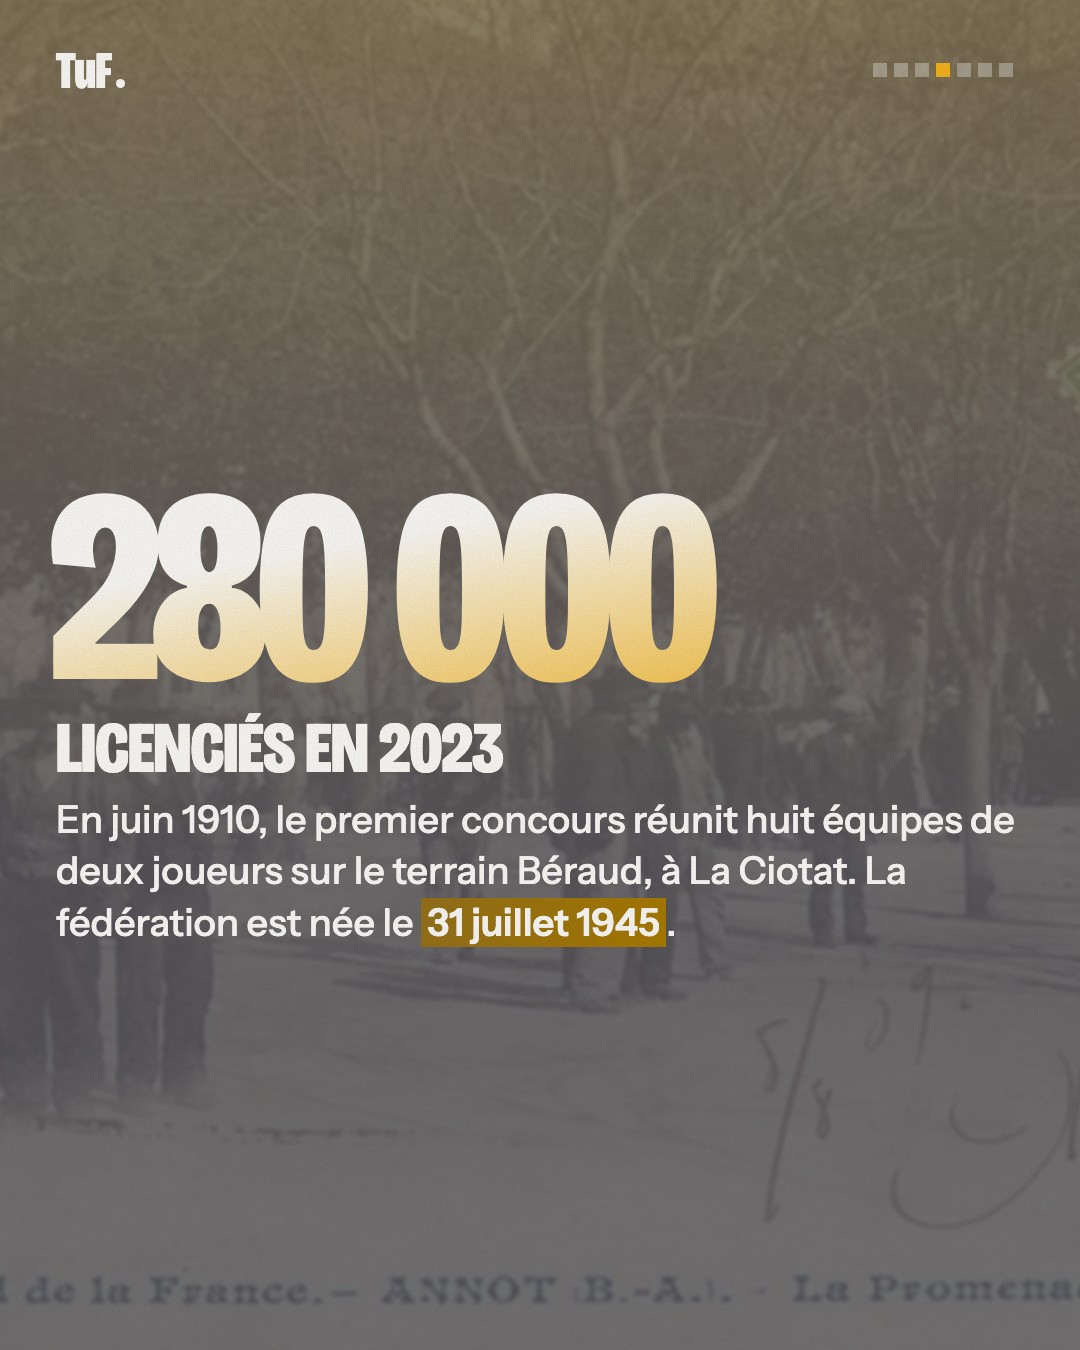 TuF.
280 000
LICENCIÉS EN 2023
En juin 1910, le premier concours réunit huit équipes de
deux joueurs sur le terrain Béraud, à La Ciotat. La
fédération est née le 31 juillet 1945.
de la France.— ANNOT (B.-A.). - La